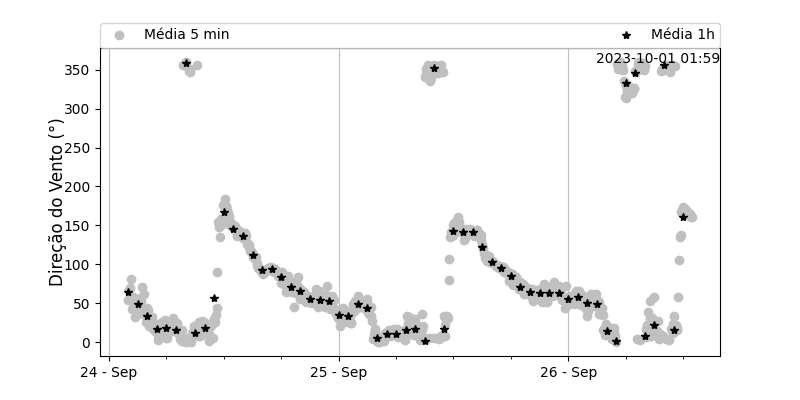 Média 5 min
Média 1h
2023-10-01 01:59
Direção do Vento (°)
350
300
250
200
150
100
50
0
24 - Sep
25 - Sep
26 - Sep